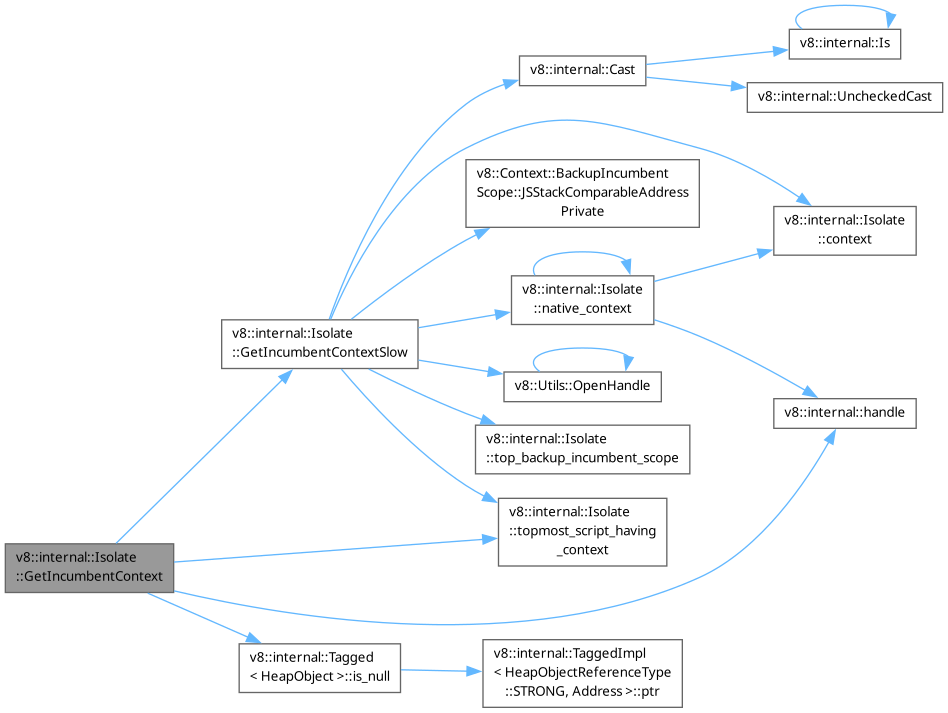 v8::internal::Is
v8::internal::Cast
v8::internal::UncheckedCast
v8::Context::BackupIncumbent
Scope::JSStackComparableAddress
Private
v8::internal::Isolate
::context
v8::internal::Isolate
::native_context
v8::internal::Isolate
::GetIncumbentContextSlow
v8::Utils::OpenHandle
v8::internal::handle
v8::internal::Isolate
::top_backup_incumbent_scope
v8::internal::Isolate
::topmost_script_having
_context
v8::internal::Isolate
::GetIncumbentContext
v8::internal::Tagged
< HeapObject >::is_null
v8::internal::TaggedImpl
< HeapObjectReferenceType
::STRONG, Address >::ptr